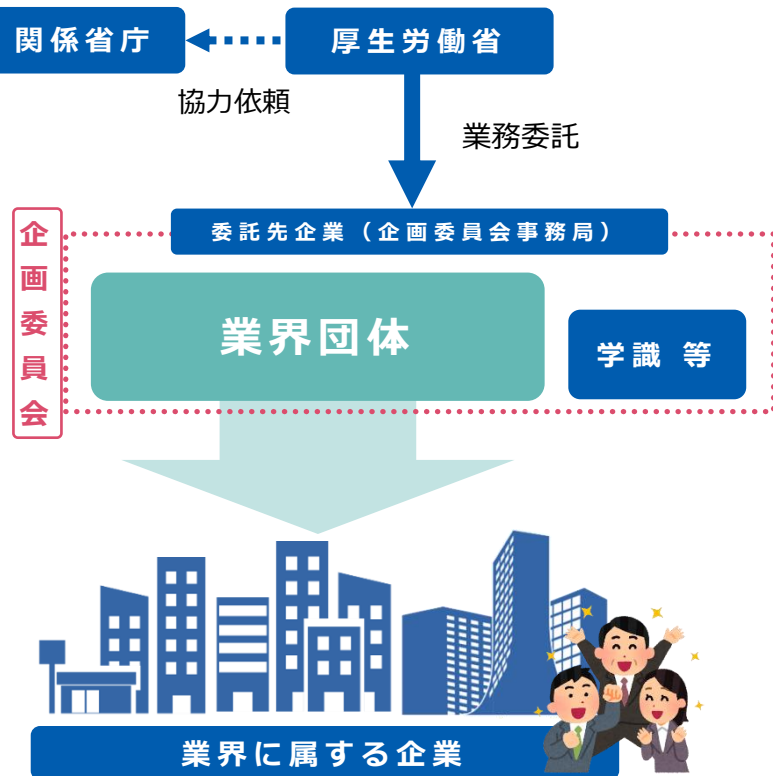 関係省庁
厚生労働省
協力依頼
業務委託
企画委員会
委託先企業（企画委員会事務局）
業界団体
学識 等
業界に属する企業